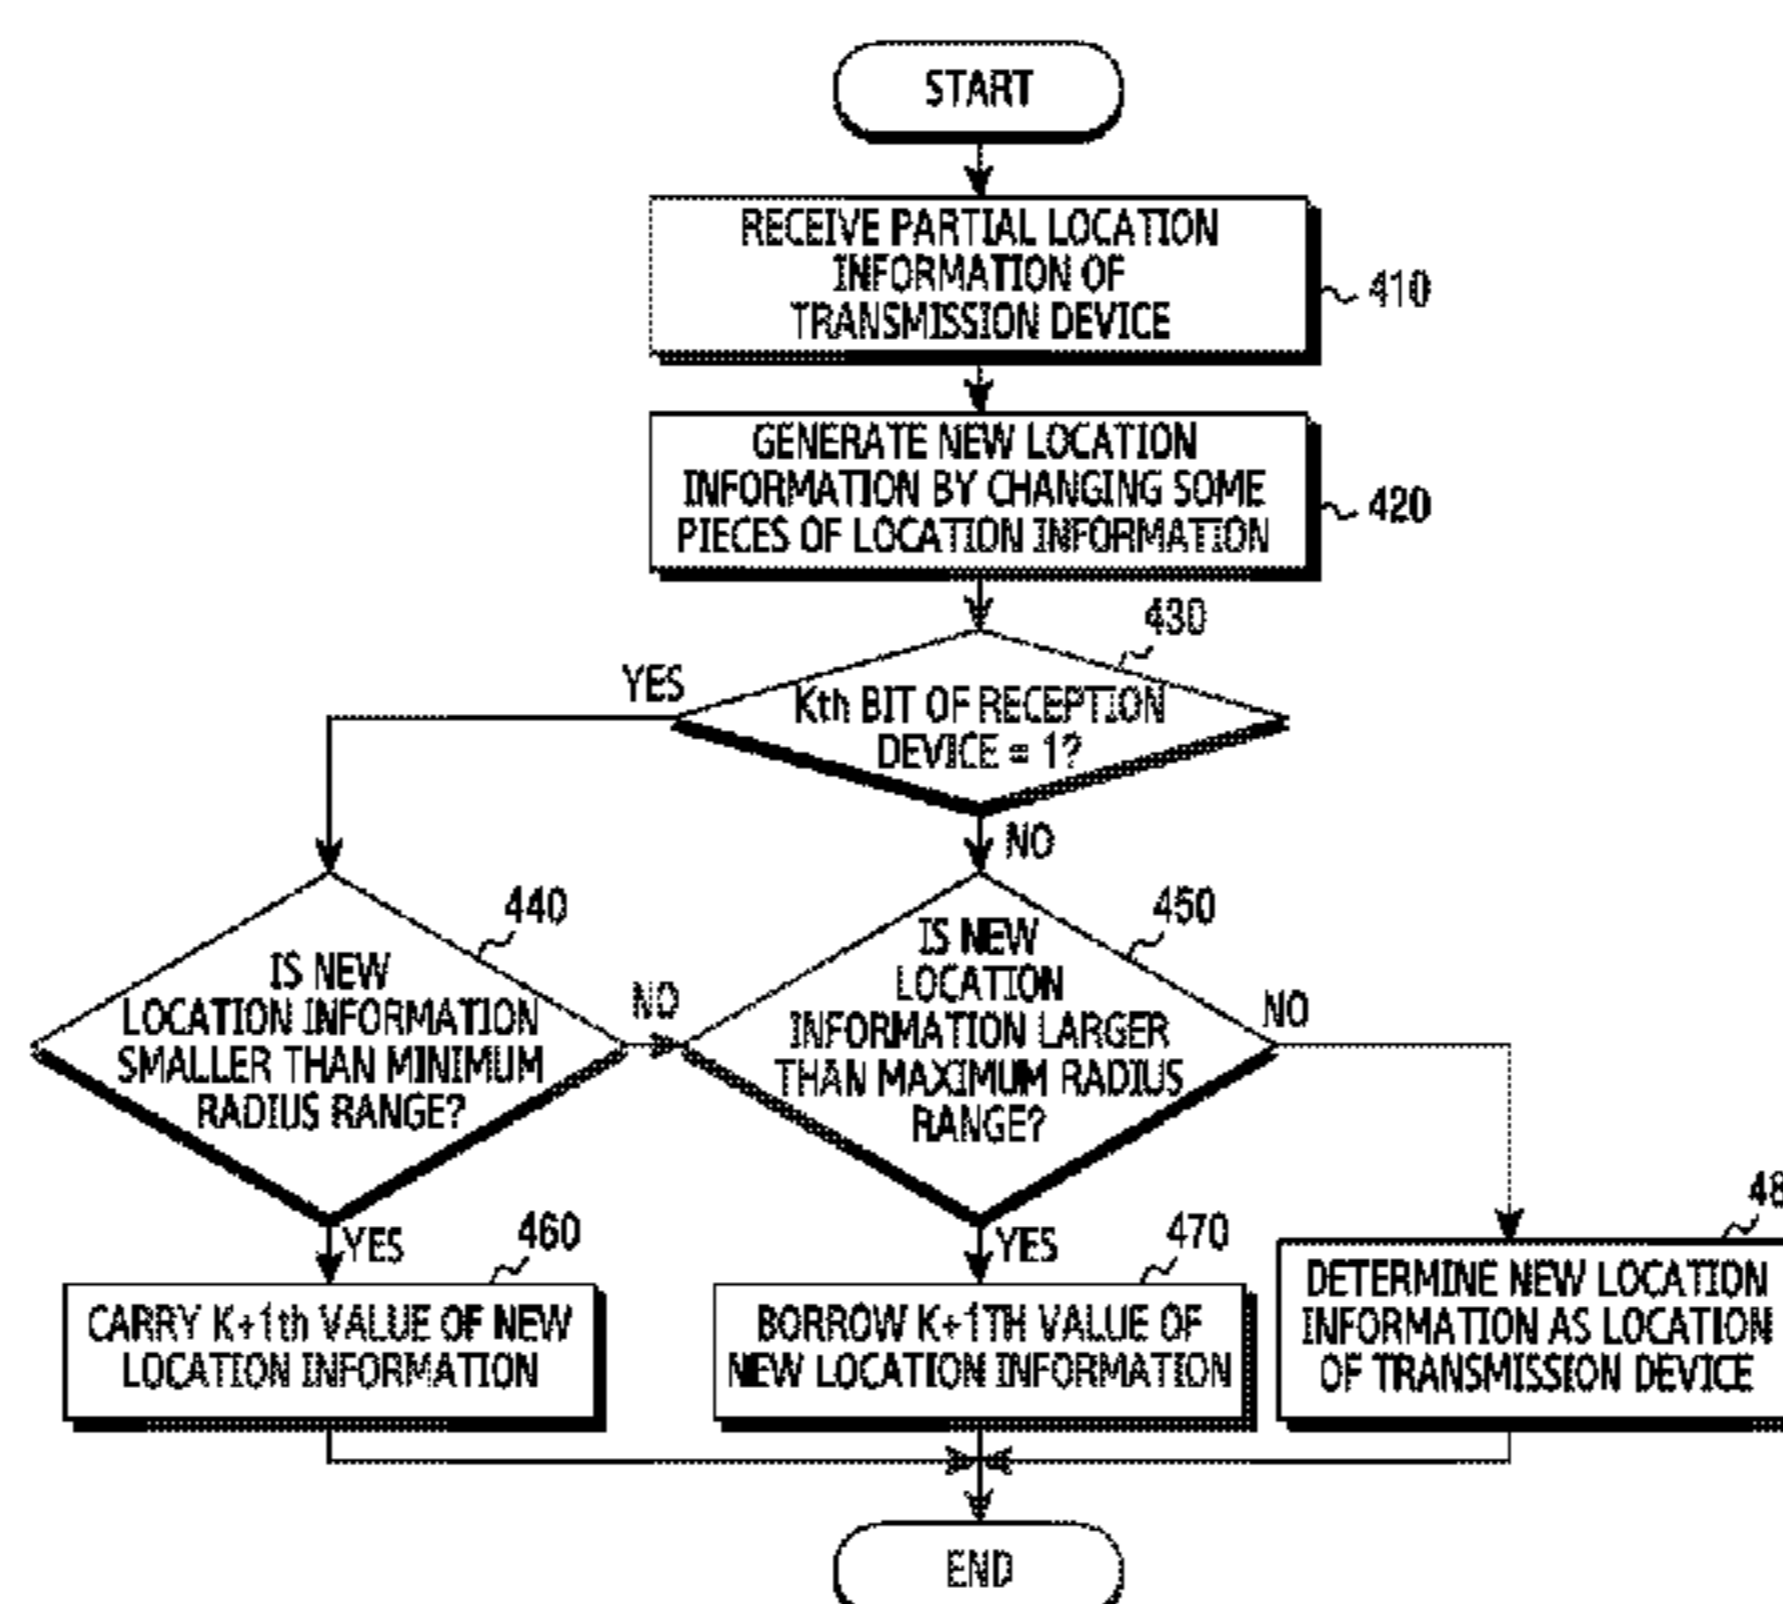 START
RECEIVE PARTIAL LOCATION
INFORMATION OF
TRANSMISSION DEVICE
410
GENERATE NEW LOCATION
INFORMATION BY CHANGING SOME
PIECES OF LOCATION INFORMATION
420
430
YES
Kth BIT OF RECEPTION
DEVICE = 1?
NO
440
IS NEW
LOCATION INFORMATION
SMALLER THAN MINIMUM
RADIUS RANGE?
NO
450
IS NEW
LOCATION
INFORMATION LARGER
THAN MAXIMUM RADIUS
RANGE?
NO
YES
460
CARRY K+1th VALUE OF NEW
LOCATION INFORMATION
YES
470
BORROW K+1TH VALUE OF
NEW LOCATION INFORMATION
48
DETERMINE NEW LOCATION
INFORMATION AS LOCATION
OF TRANSMISSION DEVICE
END